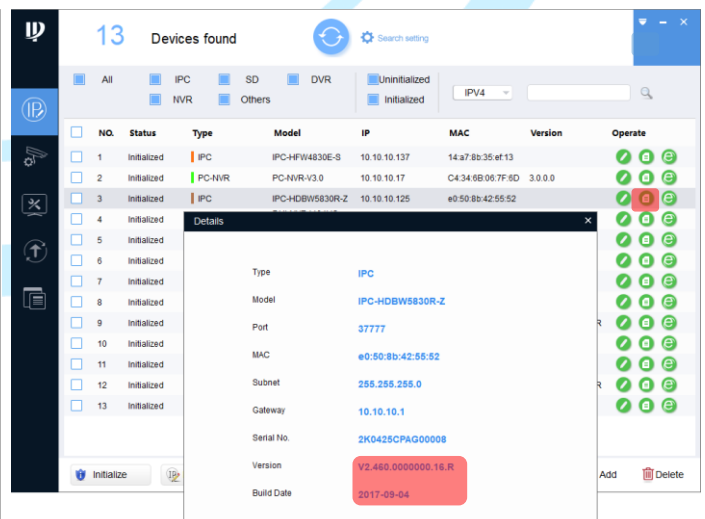 13 Devices found
Search setting
All IPC SD DVR Uninitialized
NVR Others Initialized
IPV4
NO. Status Type Model IP MAC Version Operate
1 Initialized IPC IPC-HFW4830E-S 10.10.10.137 14:a7:8b:35:ef:13
2 Initialized PC-NVR PC-NVR-V3.0 10.10.10.17 C4:34:6B:06:7F:6D 3.0.0.0
3 Initialized IPC IPC-HDBW5830R-Z 10.10.10.125 e0:50:8b:42:55:52
4 Initialized
5 Initialized
6 Initialized
7 Initialized
8 Initialized
9 Initialized R
10 Initialized
11 Initialized
12 Initialized R
13 Initialized
Details
Type IPC
Model IPC-HDBW5830R-Z
Port 37777
MAC e0:50:8b:42:55:52
Subnet 255.255.255.0
Gateway 10.10.10.1
Serial No. 2K0425CPAG00008
Version V2.460.0000000.16.R
Build Date 2017-09-04
Initialize Add Delete